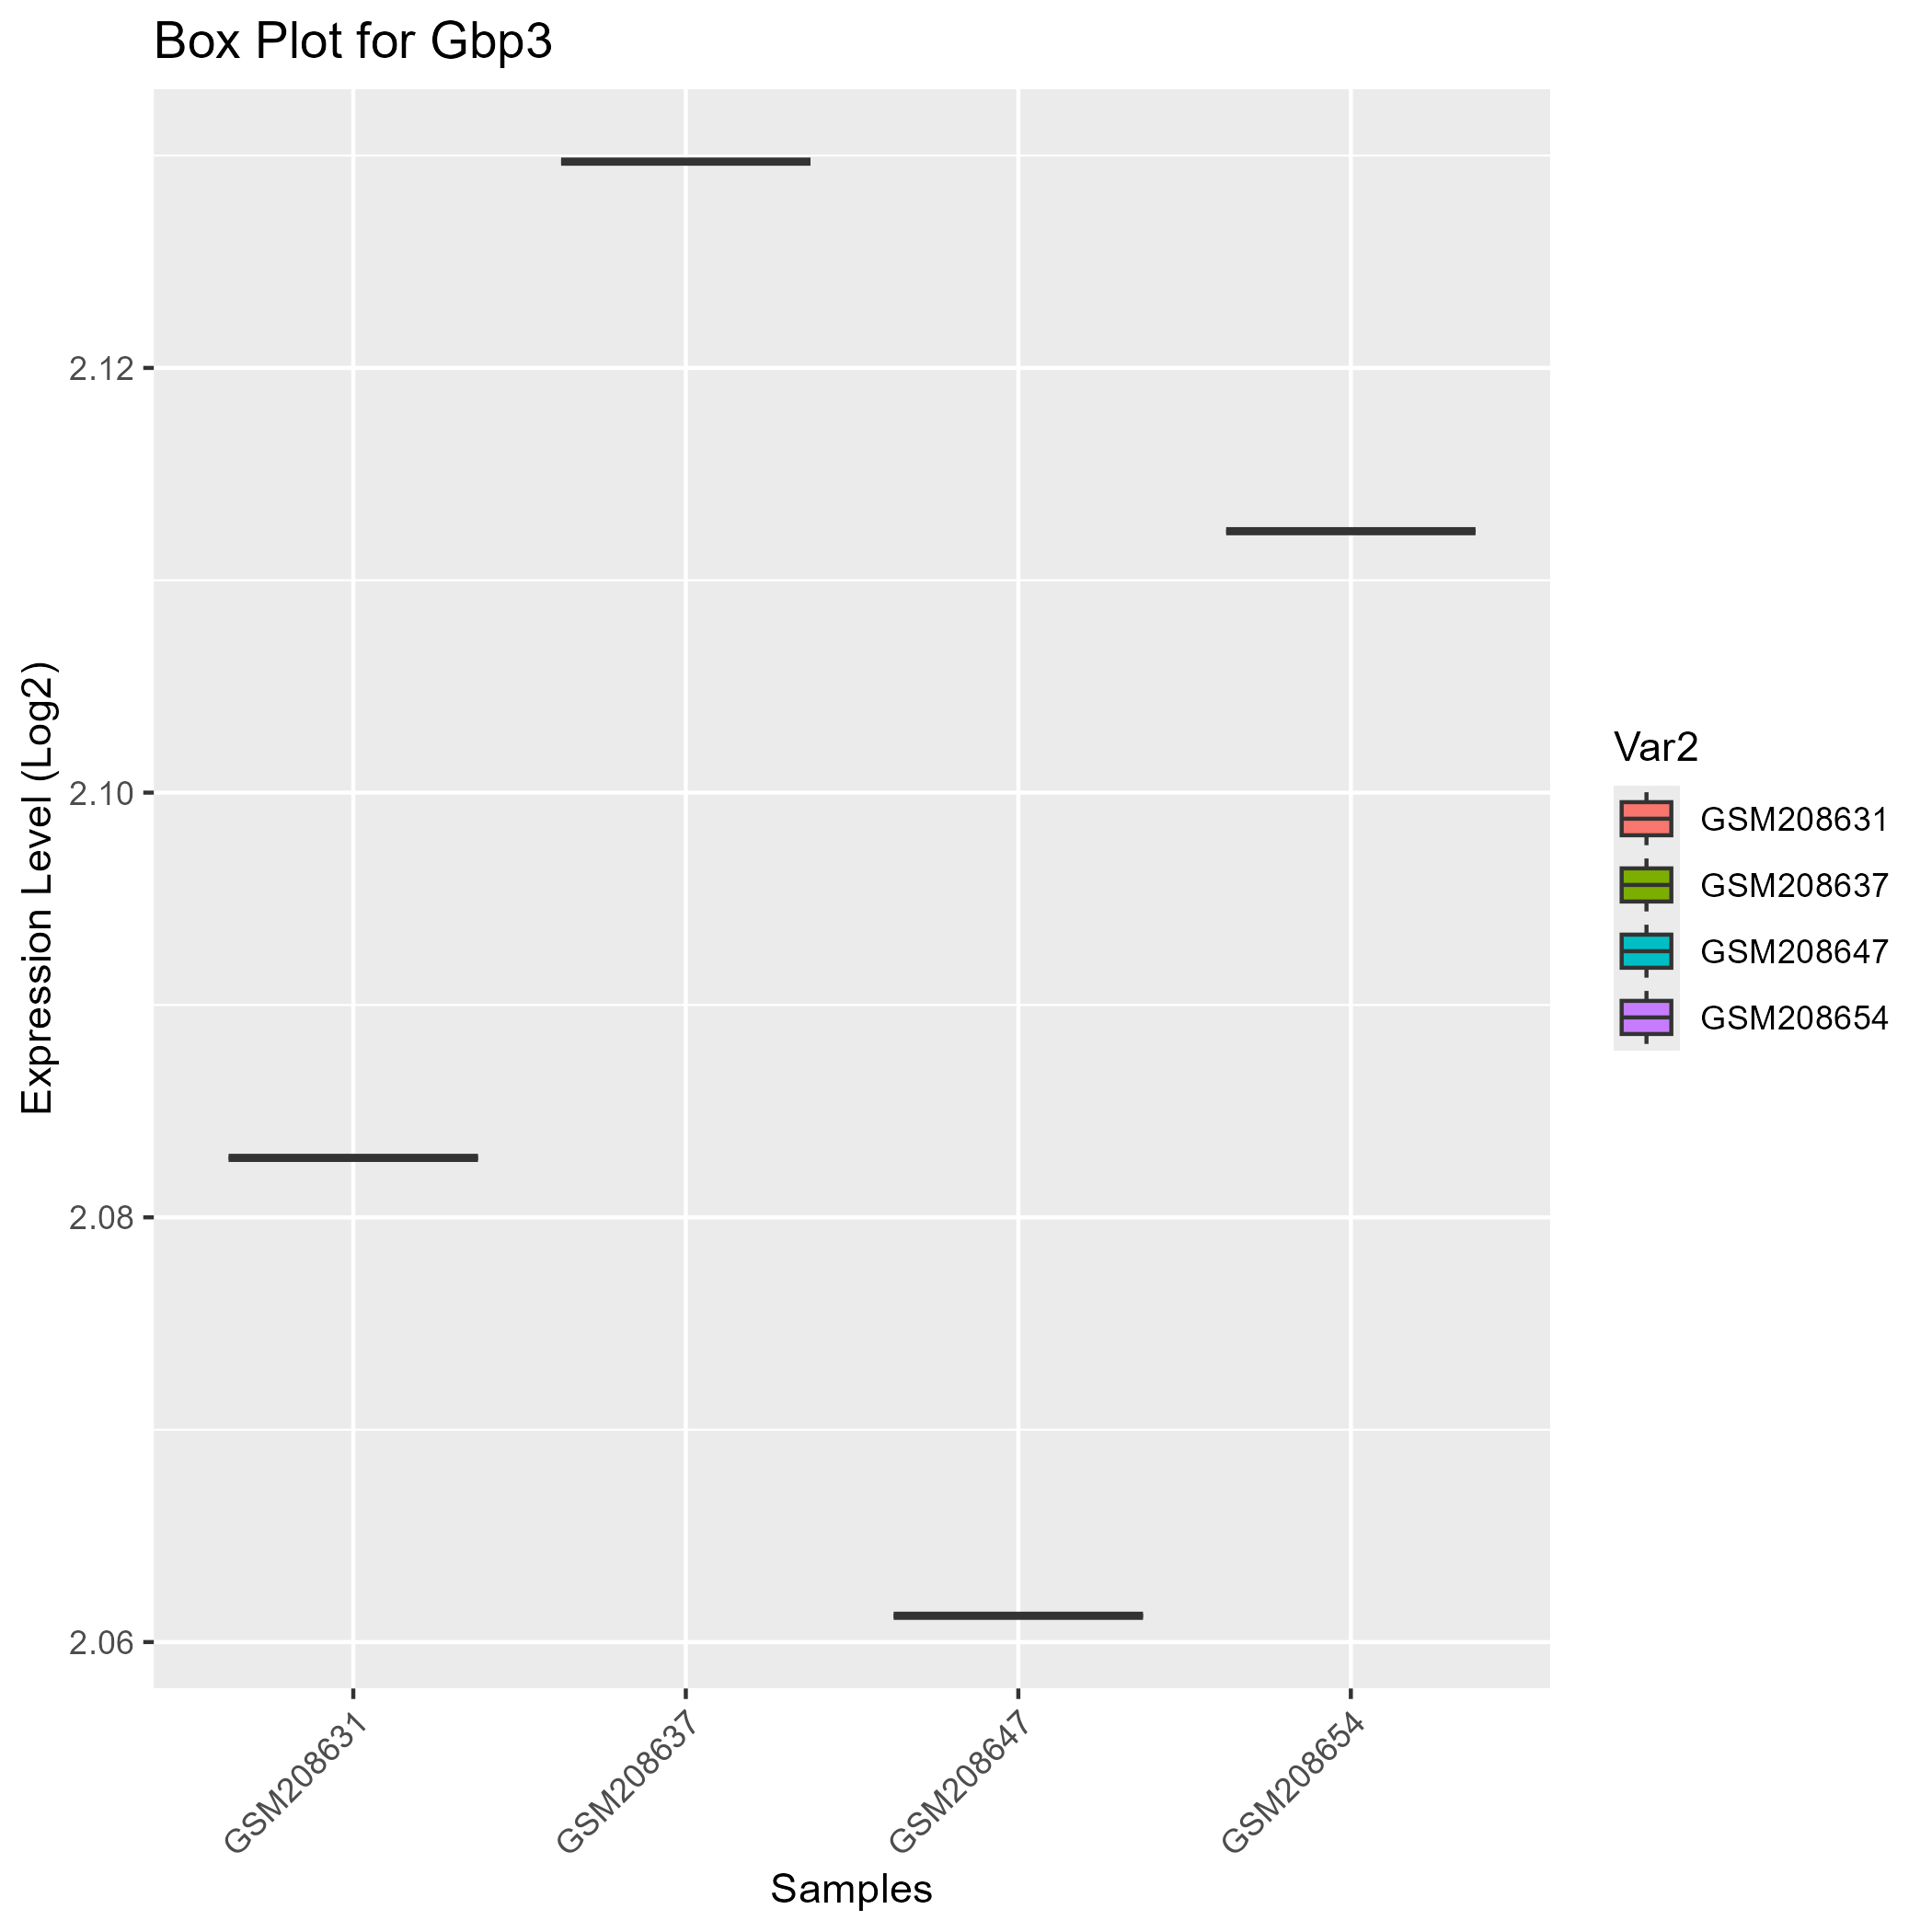 Box Plot for Gbp3
Expression Level (Log2)
2.12
2.10
2.08
2.06
GSM208631
GSM208637
GSM208647
GSM208654
Samples
Var2
GSM208631
GSM208637
GSM208647
GSM208654